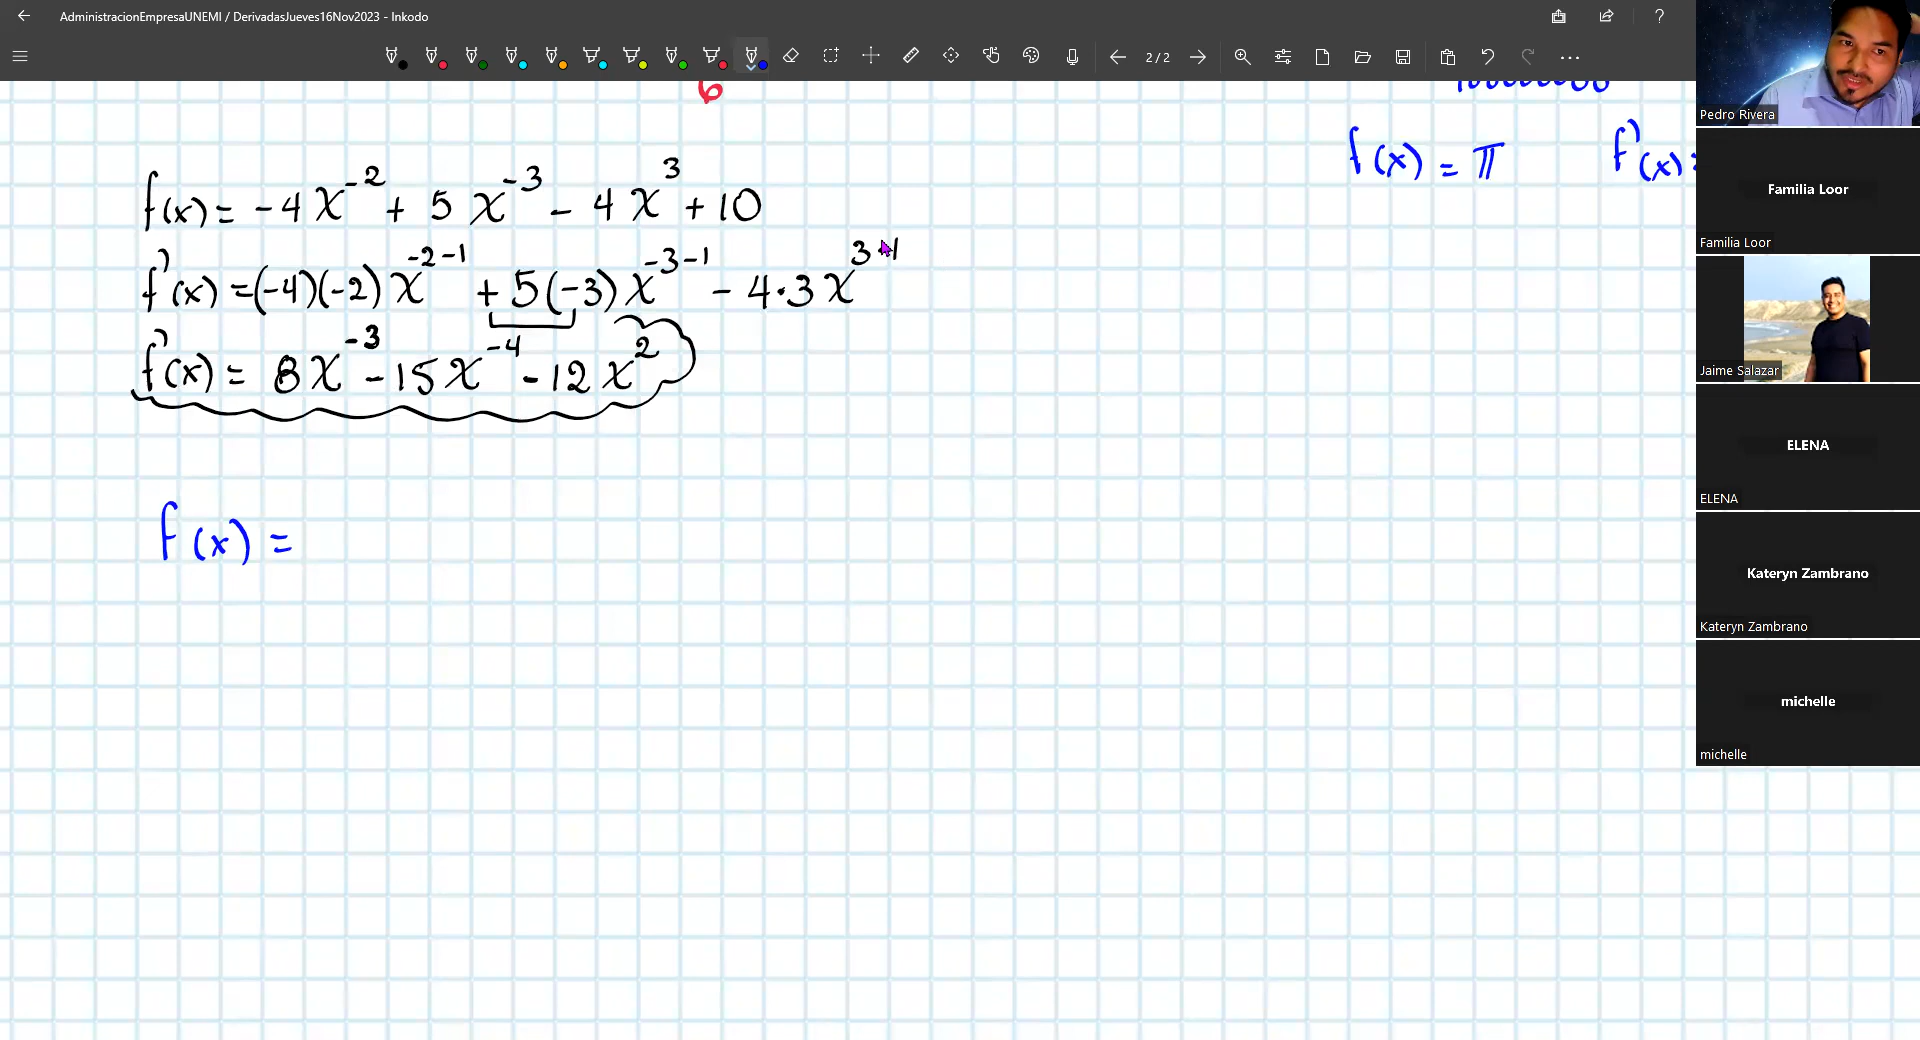 AdministracionEmpresaUNEMI / DerivadasJueves16Nov2023 - Inkodo
2/2
6
f(x) = π f'(x) =
f(x) = -4x^-2 + 5x^-3 - 4x^3 + 10
f'(x) = (-4)(-2)x^-2-1 + 5(-3)x^-3-1 - 4·3x^3-1
f'(x) = 8x^-3 - 15x^-4 - 12x^2
f(x) =
Pedro Rivera
Familia Loor
Familia Loor
Jaime Salazar
ELENA
ELENA
Kateryn Zambrano
Kateryn Zambrano
michelle
michelle